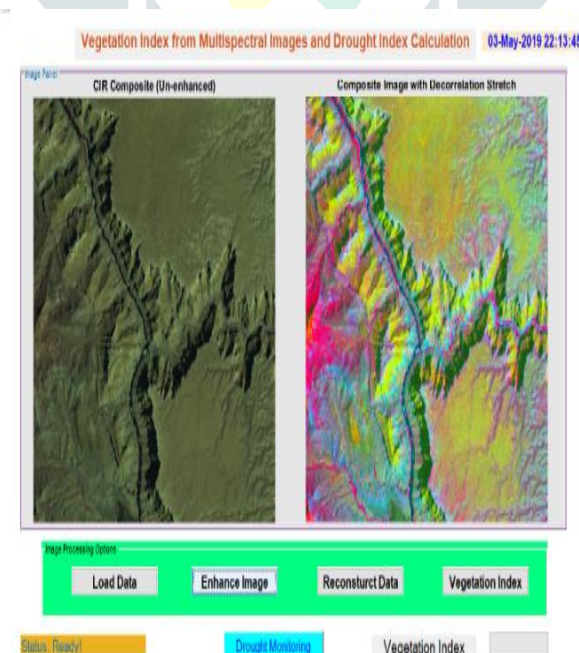 Vegetation Index from Multispectral Images and Drought Index Calculation 03-May-2019 22:13:45
Image Panel
CIR Composite (Un-enhanced) Composite Image with Decorrelation Stretch
Image Processing Options
Load Data Enhance Image Reconsturct Data Vegetation Index
Status: Ready! Drought Monitoring Vegetation Index